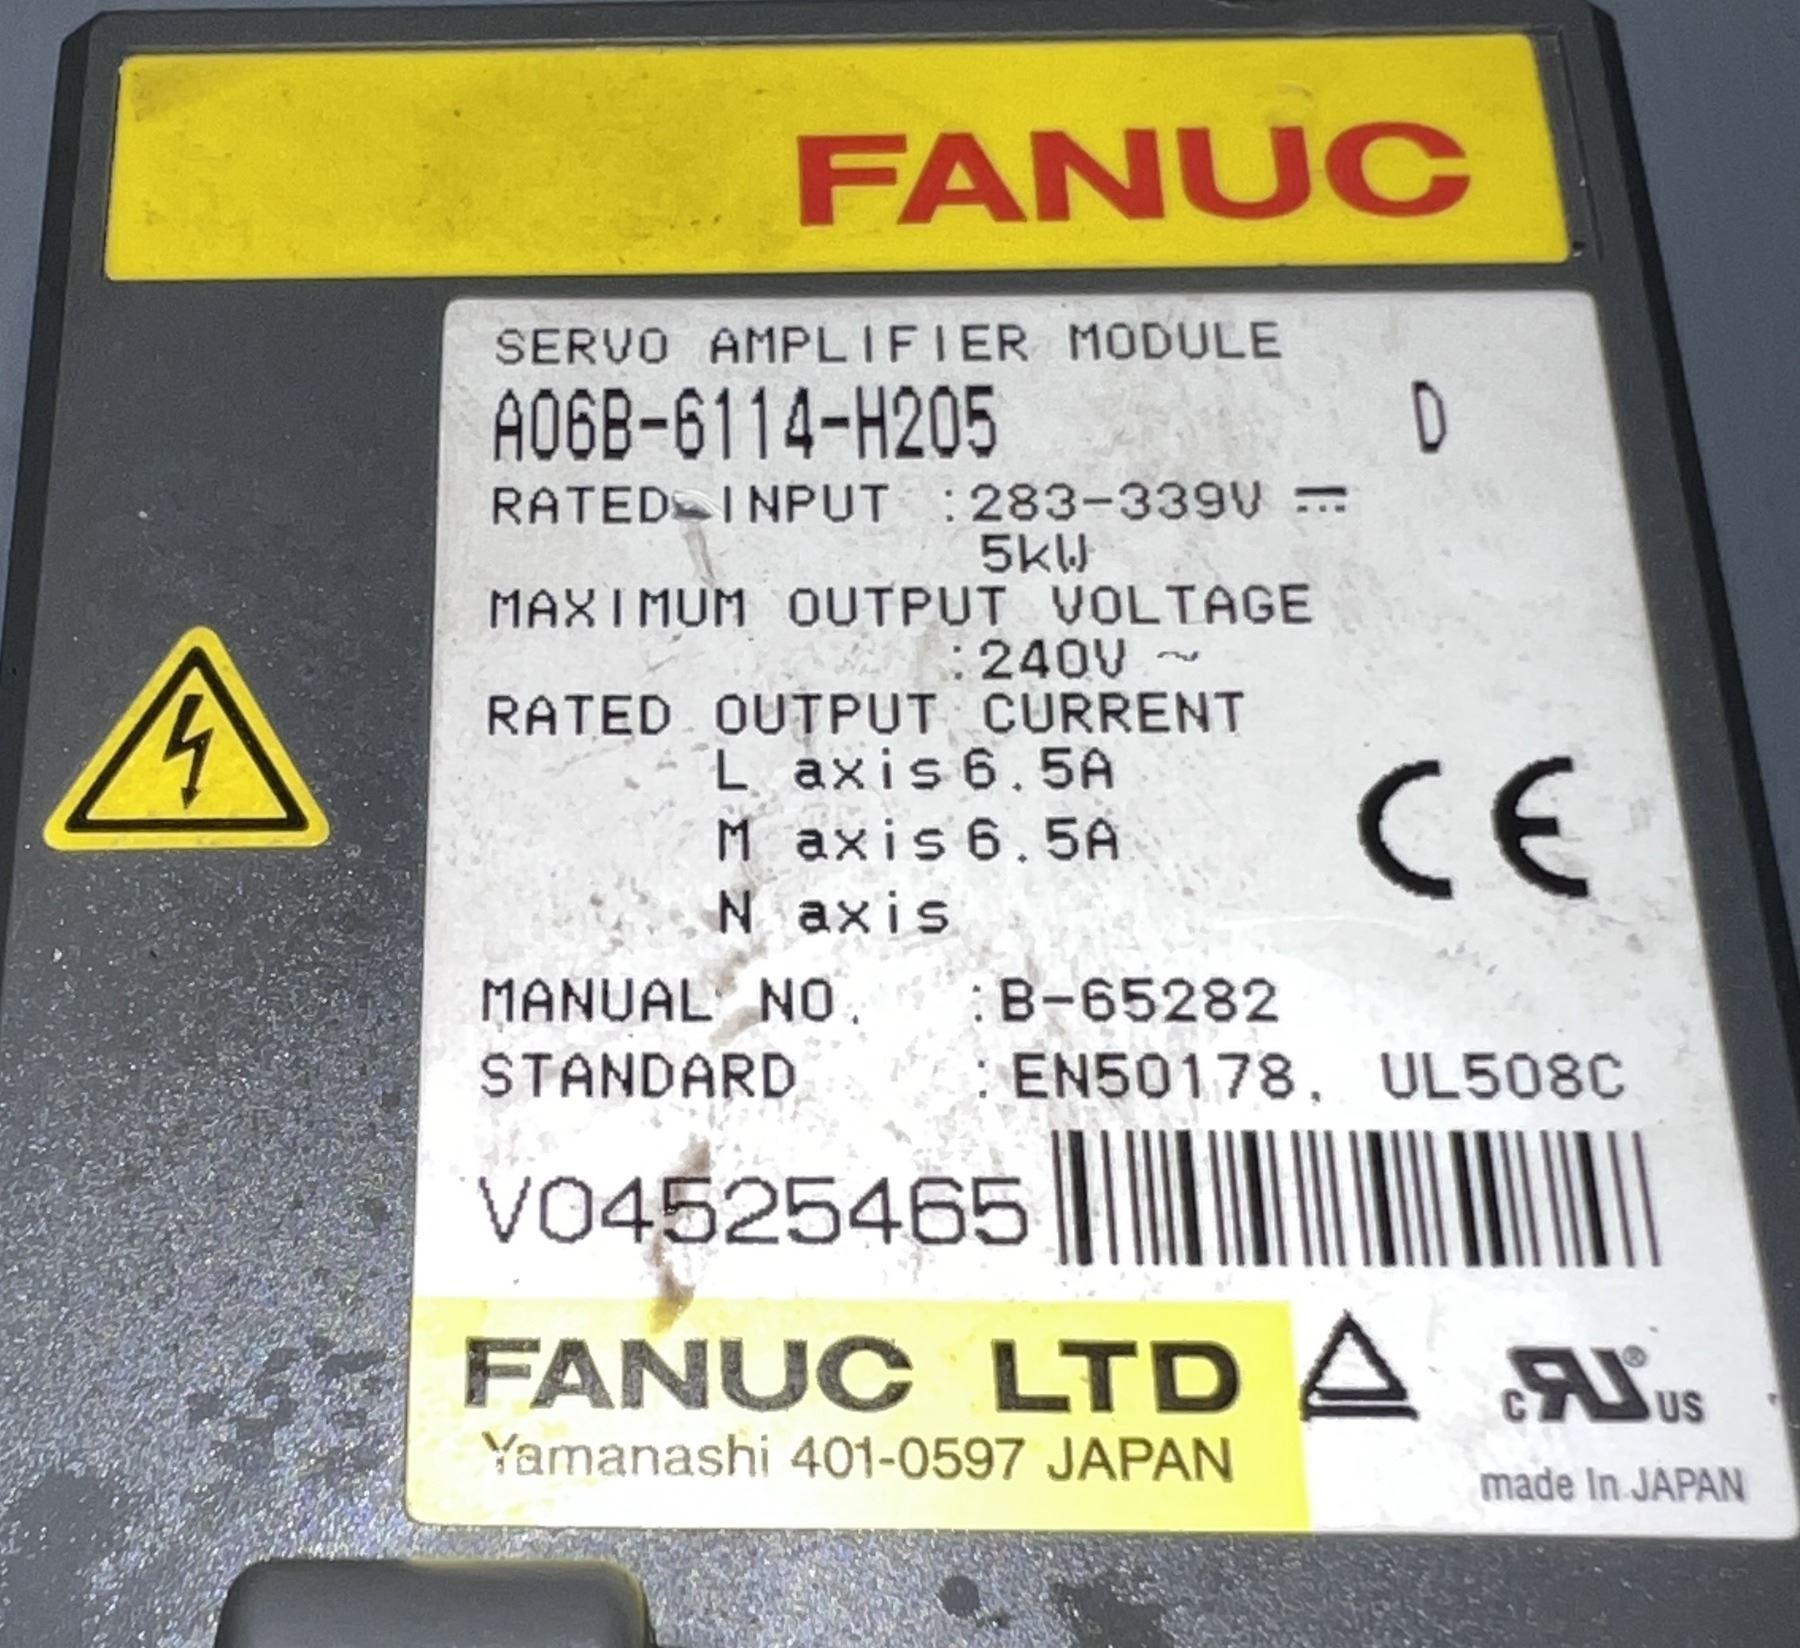 FANUC
SERVO AMPLIFIER MODULE
A06B-6114-H205 D
RATED INPUT :283-339V ⎓
5kW
MAXIMUM OUTPUT VOLTAGE
:240V ~
RATED OUTPUT CURRENT
L axis 6.5A
M axis 6.5A
N axis
CE
MANUAL NO. :B-65282
STANDARD :EN50178, UL508C
V04525465
FANUC LTD
Yamanashi 401-0597 JAPAN
c RU ® US
made In JAPAN